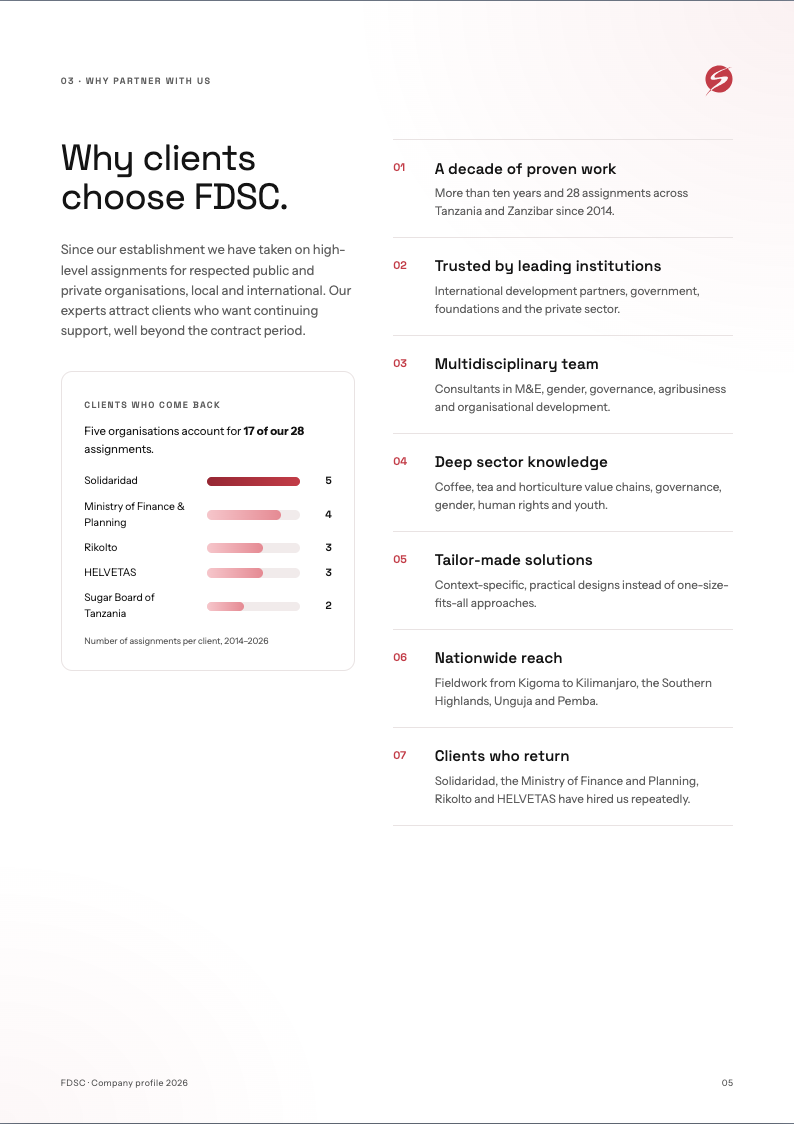 03 · WHY PARTNER WITH US
Why clients
choose FDSC.
Since our establishment we have taken on high-
level assignments for respected public and
private organisations, local and international. Our
experts attract clients who want continuing
support, well beyond the contract period.
CLIENTS WHO COME BACK
Five organisations account for 17 of our 28
assignments.
Solidaridad 5
Ministry of Finance &
Planning 4
Rikolto 3
HELVETAS 3
Sugar Board of
Tanzania 2
Number of assignments per client, 2014–2026
01 A decade of proven work
More than ten years and 28 assignments across
Tanzania and Zanzibar since 2014.
02 Trusted by leading institutions
International development partners, government,
foundations and the private sector.
03 Multidisciplinary team
Consultants in M&E, gender, governance, agribusiness
and organisational development.
04 Deep sector knowledge
Coffee, tea and horticulture value chains, governance,
gender, human rights and youth.
05 Tailor-made solutions
Context-specific, practical designs instead of one-size-
fits-all approaches.
06 Nationwide reach
Fieldwork from Kigoma to Kilimanjaro, the Southern
Highlands, Unguja and Pemba.
07 Clients who return
Solidaridad, the Ministry of Finance and Planning,
Rikolto and HELVETAS have hired us repeatedly.
FDSC · Company profile 2026
05